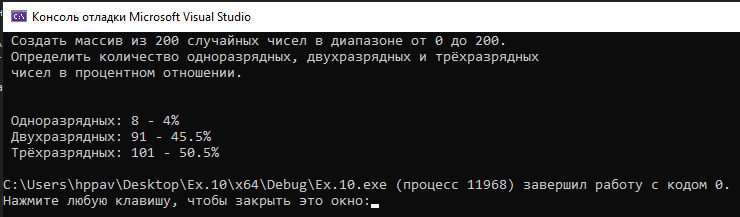 Консоль отладки Microsoft Visual Studio
Создать массив из 200 случайных чисел в диапазоне от 0 до 200.
Определить количество одноразрядных, двухразрядных и трёхразрядных
чисел в процентном отношении.
Одноразрядных: 8 - 4%
Двухразрядных: 91 - 45.5%
Трёхразрядных: 101 - 50.5%
C:\Users\hppav\Desktop\Ex.10\x64\Debug\Ex.10.exe (процесс 11968) завершил работу с кодом 0.
Нажмите любую клавишу, чтобы закрыть это окно: